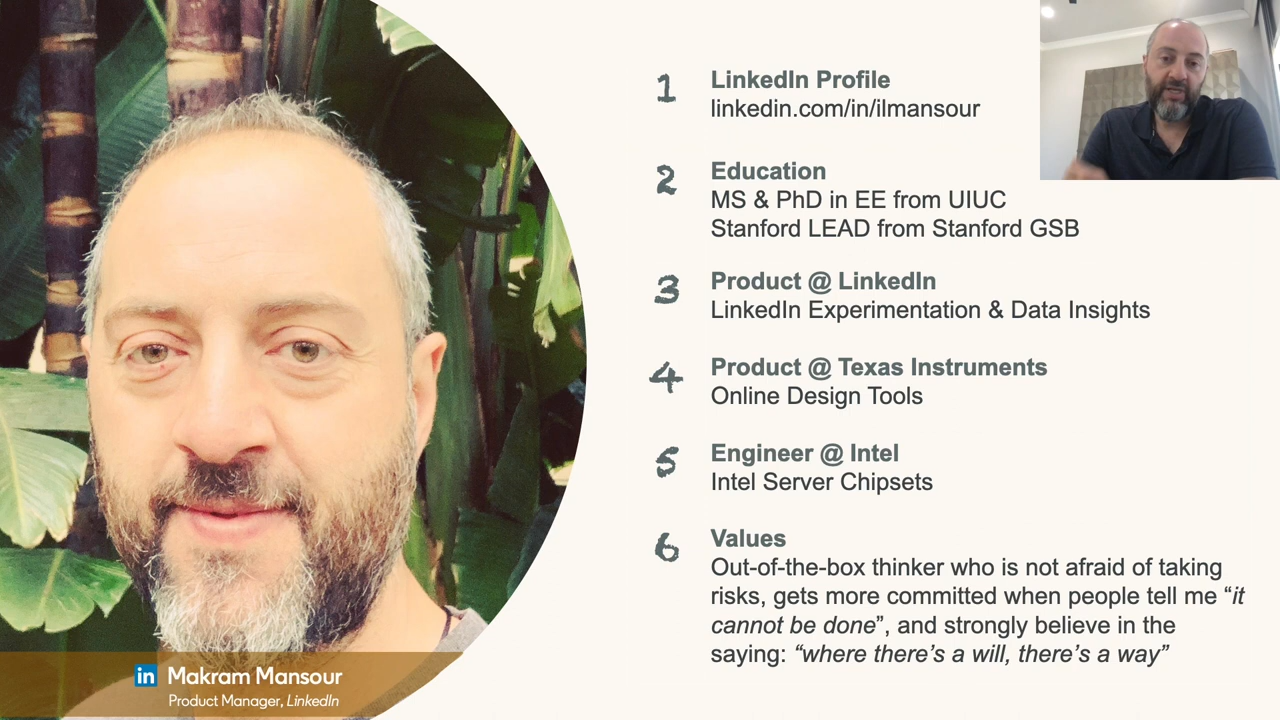 1
LinkedIn Profile
linkedin.com/in/ilmansour
2
Education
MS & PhD in EE from UIUC
Stanford LEAD from Stanford GSB
3
Product @ LinkedIn
LinkedIn Experimentation & Data Insights
4
Product @ Texas Instruments
Online Design Tools
5
Engineer @ Intel
Intel Server Chipsets
6
Values
Out-of-the-box thinker who is not afraid of taking
risks, gets more committed when people tell me “it
cannot be done”, and strongly believe in the
saying: “where there’s a will, there’s a way”
in Makram Mansour
Product Manager, LinkedIn